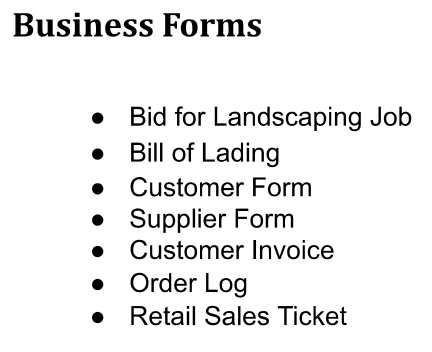 Business Forms
● Bid for Landscaping Job
● Bill of Lading
● Customer Form
● Supplier Form
● Customer Invoice
● Order Log
● Retail Sales Ticket